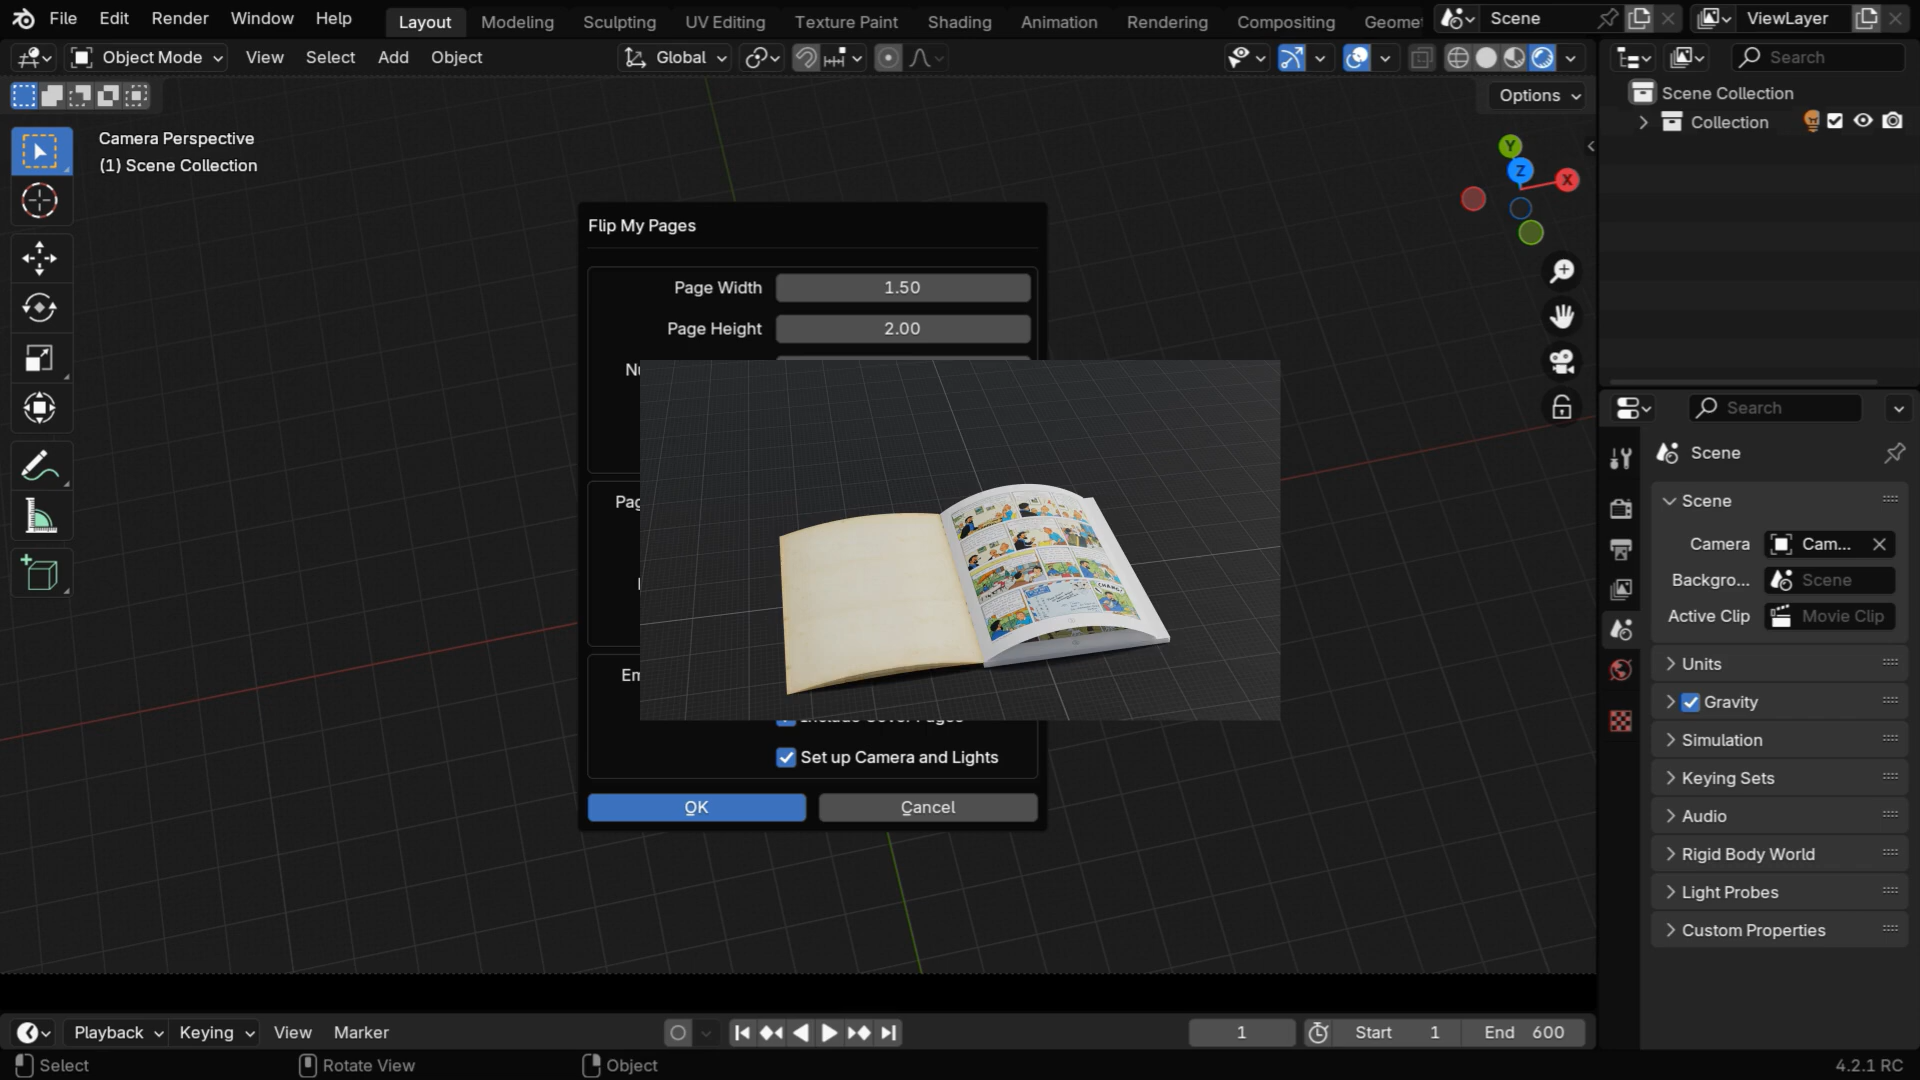 File Edit Render Window Help Layout Modeling Sculpting UV Editing Texture Paint Shading Animation Rendering Compositing Scene ViewLayer
Object Mode View Select Add Object Global Search
Options
Scene Collection
Collection
Camera Perspective
(1) Scene Collection
Y
Z
X
Flip My Pages
Page Width 1.50
Page Height 2.00
Set up Camera and Lights
OK Cancel
Search
Scene
Scene
Camera Cam...
Backgro... Scene
Active Clip Movie Clip
Units
Gravity
Simulation
Keying Sets
Audio
Rigid Body World
Light Probes
Custom Properties
Playback Keying View Marker 1 Start 1 End 600
Select Rotate View Object 4.2.1 RC